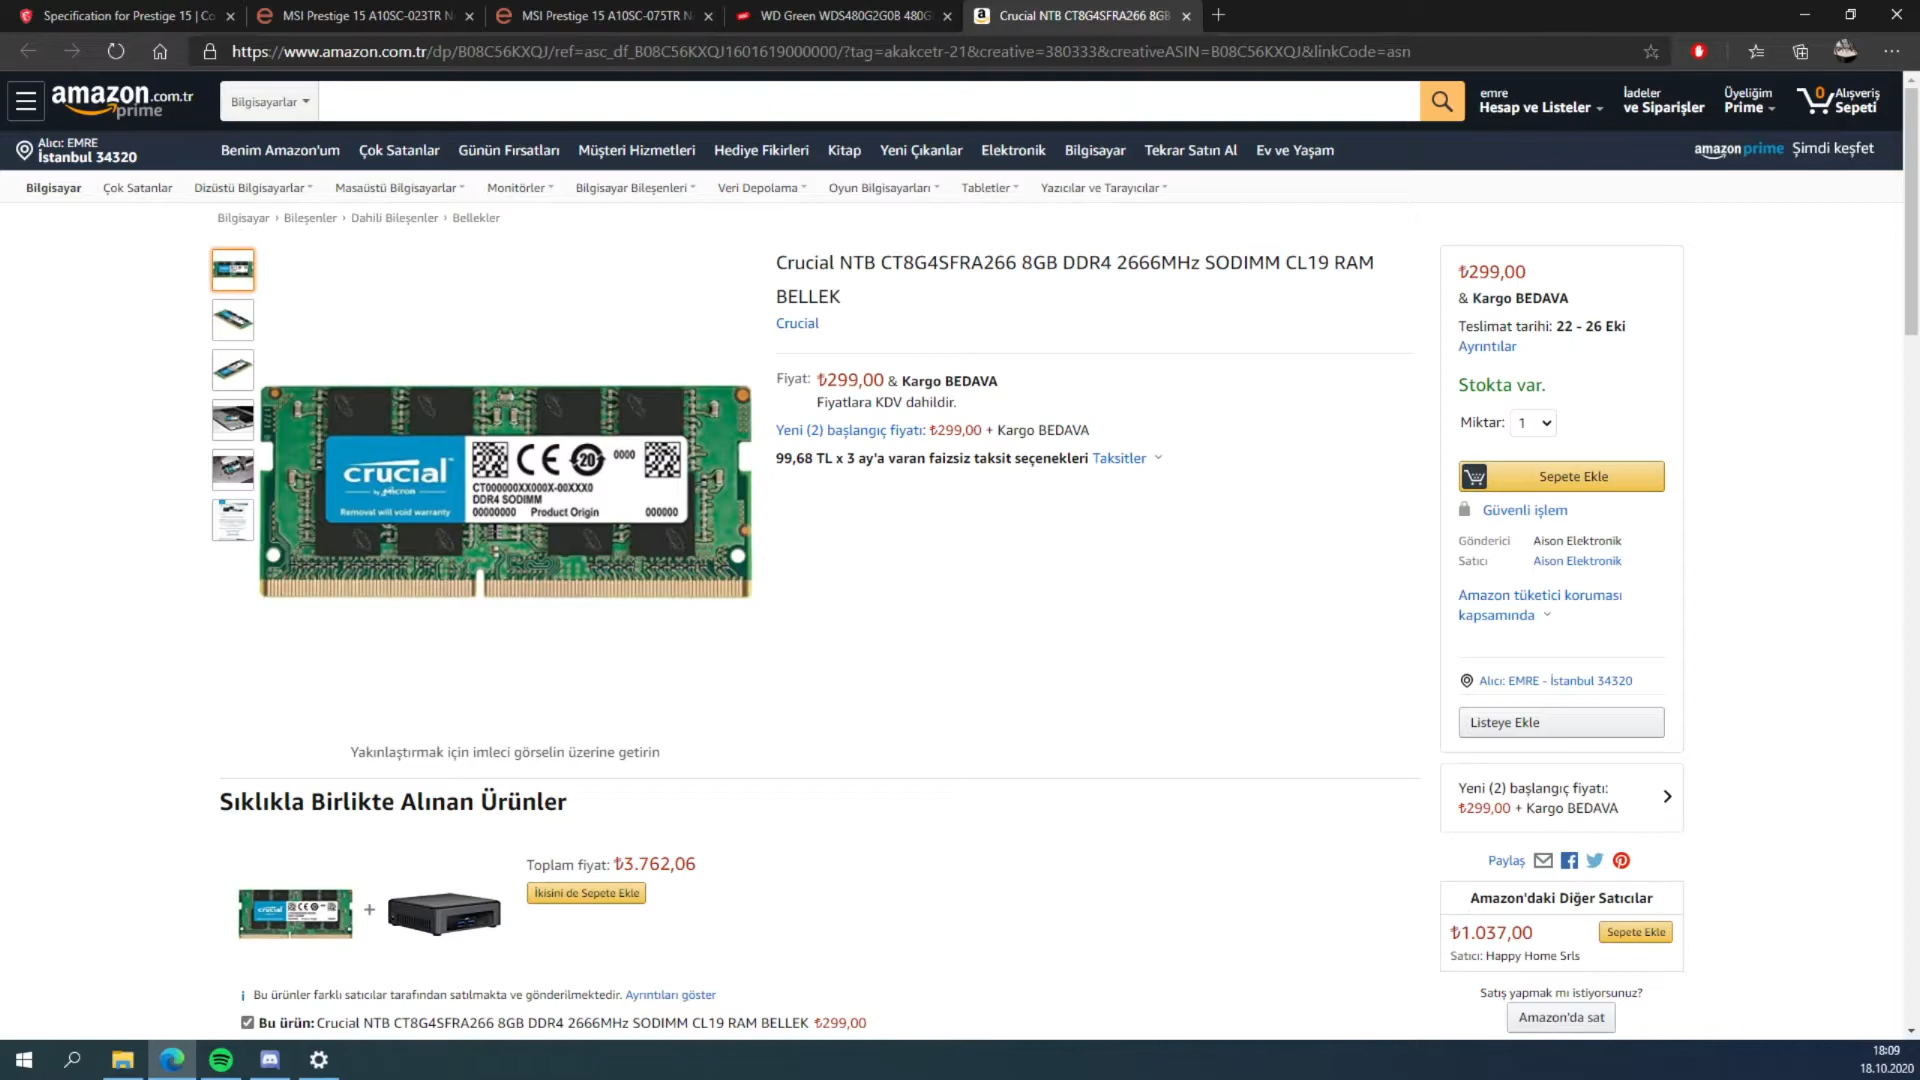 Specification for Prestige 15 | Co
MSI Prestige 15 A10SC-023TR N
MSI Prestige 15 A10SC-075TR N
WD Green WDS480G2G0B 480G
Crucial NTB CT8G4SFRA266 8GB
https://www.amazon.com.tr/dp/B08C56KXQJ/ref=asc_df_B08C56KXQJ1601619000000/?tag=akakcetr-21&creative=380333&creativeASIN=B08C56KXQJ&linkCode=asn
amazon.com.tr
prime
Bilgisayarlar
emre
Hesap ve Listeler
İadeler
ve Siparişler
Üyeliğim
Prime
0
Alışveriş
Sepeti
Alıcı: EMRE
İstanbul 34320
Benim Amazon'um Çok Satanlar Günün Fırsatları Müşteri Hizmetleri Hediye Fikirleri Kitap Yeni Çıkanlar Elektronik Bilgisayar Tekrar Satın Al Ev ve Yaşam
amazon prime Şimdi keşfet
Bilgisayar Çok Satanlar Dizüstü Bilgisayarlar Masaüstü Bilgisayarlar Monitörler Bilgisayar Bileşenleri Veri Depolama Oyun Bilgisayarları Tabletler Yazıcılar ve Tarayıcılar
Bilgisayar › Bileşenler › Dahili Bileşenler › Bellekler
crucial
by Micron
Removal will void warranty
CE 20 0000
CT000000XX000X-00XXX0
DDR4 SODIMM
00000000 Product Origin 000000
Yakınlaştırmak için imleci görselin üzerine getirin
Crucial NTB CT8G4SFRA266 8GB DDR4 2666MHz SODIMM CL19 RAM
BELLEK
Crucial
Fiyat: ₺299,00 & Kargo BEDAVA
Fiyatlara KDV dahildir.
Yeni (2) başlangıç fiyatı: ₺299,00 + Kargo BEDAVA
99,68 TL x 3 ay'a varan faizsiz taksit seçenekleri Taksitler
₺299,00
& Kargo BEDAVA
Teslimat tarihi: 22 - 26 Eki
Ayrıntılar
Stokta var.
Miktar: 1
Sepete Ekle
Güvenli işlem
Gönderici Aison Elektronik
Satıcı Aison Elektronik
Amazon tüketici koruması
kapsamında
Alıcı: EMRE - İstanbul 34320
Listeye Ekle
Yeni (2) başlangıç fiyatı:
₺299,00 + Kargo BEDAVA
Paylaş
Amazon'daki Diğer Satıcılar
₺1.037,00
Sepete Ekle
Satıcı: Happy Home Srls
Satış yapmak mı istiyorsunuz?
Amazon'da sat
Sıklıkla Birlikte Alınan Ürünler
Toplam fiyat: ₺3.762,06
İkisini de Sepete Ekle
+
i Bu ürünler farklı satıcılar tarafından satılmakta ve gönderilmektedir. Ayrıntıları göster
Bu ürün: Crucial NTB CT8G4SFRA266 8GB DDR4 2666MHz SODIMM CL19 RAM BELLEK ₺299,00
18:09
18.10.2020